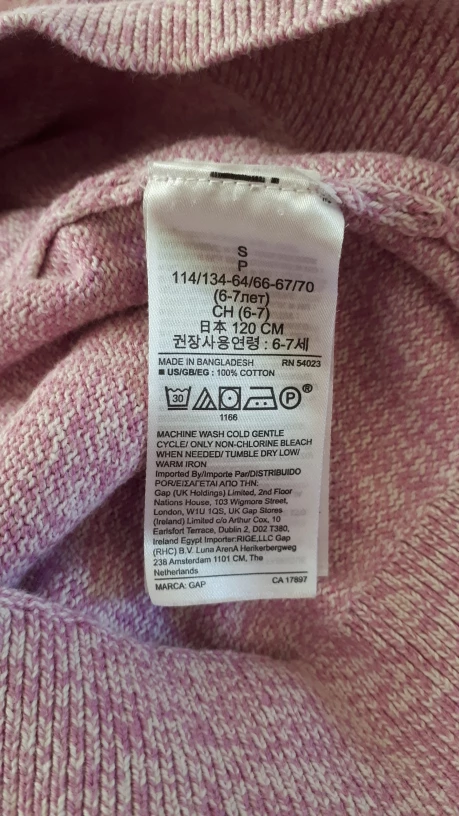 S
P
114/134-64/66-67/70
(6-7лет)
CH (6-7)
日本 120 CM
권장사용연령 : 6-7세
MADE IN BANGLADESH RN 54023
■ US/GB/EG : 100% COTTON
30 P ®
1166
MACHINE WASH COLD GENTLE
CYCLE/ ONLY NON-CHLORINE BLEACH
WHEN NEEDED/ TUMBLE DRY LOW/
WARM IRON
Imported By/Importe Par/DISTRIBUIDO
POR/ΕΙΣΑΓΕΤΑΙ ΑΠΟ ΤΗΝ:
Gap (UK Holdings) Limited, 2nd Floor
Nations House, 103 Wigmore Street,
London, W1U 1QS, UK Gap Stores
(Ireland) Limited c/o Arthur Cox, 10
Earlsfort Terrace, Dublin 2, D02 T380,
Ireland Egypt Importer:RIGE,LLC Gap
(RHC) B.V. Luna ArenA Herikerbergweg
238 Amsterdam 1101 CM, The
Netherlands
MARCA: GAP CA 17897